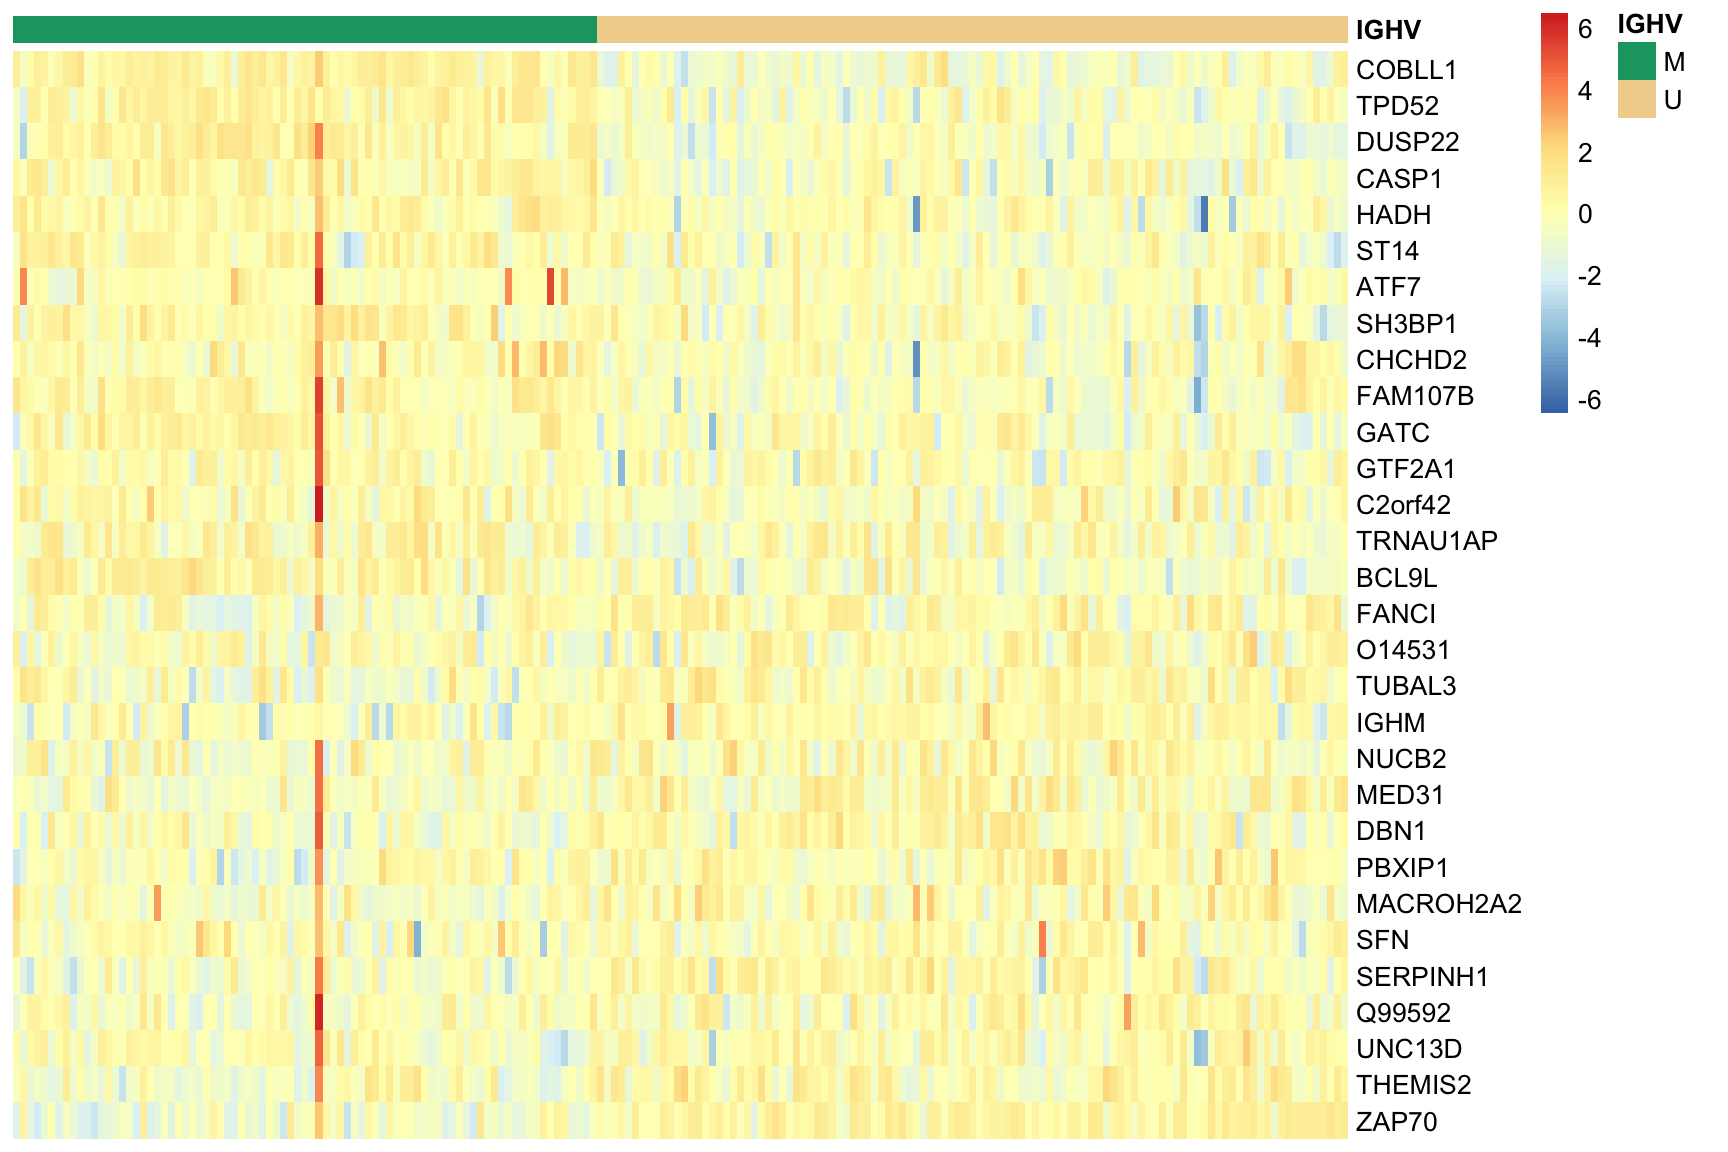 IGHV
COBLL1
TPD52
DUSP22
CASP1
HADH
ST14
ATF7
SH3BP1
CHCHD2
FAM107B
GATC
GTF2A1
C2orf42
TRNAU1AP
BCL9L
FANCI
O14531
TUBAL3
IGHM
NUCB2
MED31
DBN1
PBXIP1
MACROH2A2
SFN
SERPINH1
Q99592
UNC13D
THEMIS2
ZAP70
6
4
2
0
-2
-4
-6
IGHV
M
U